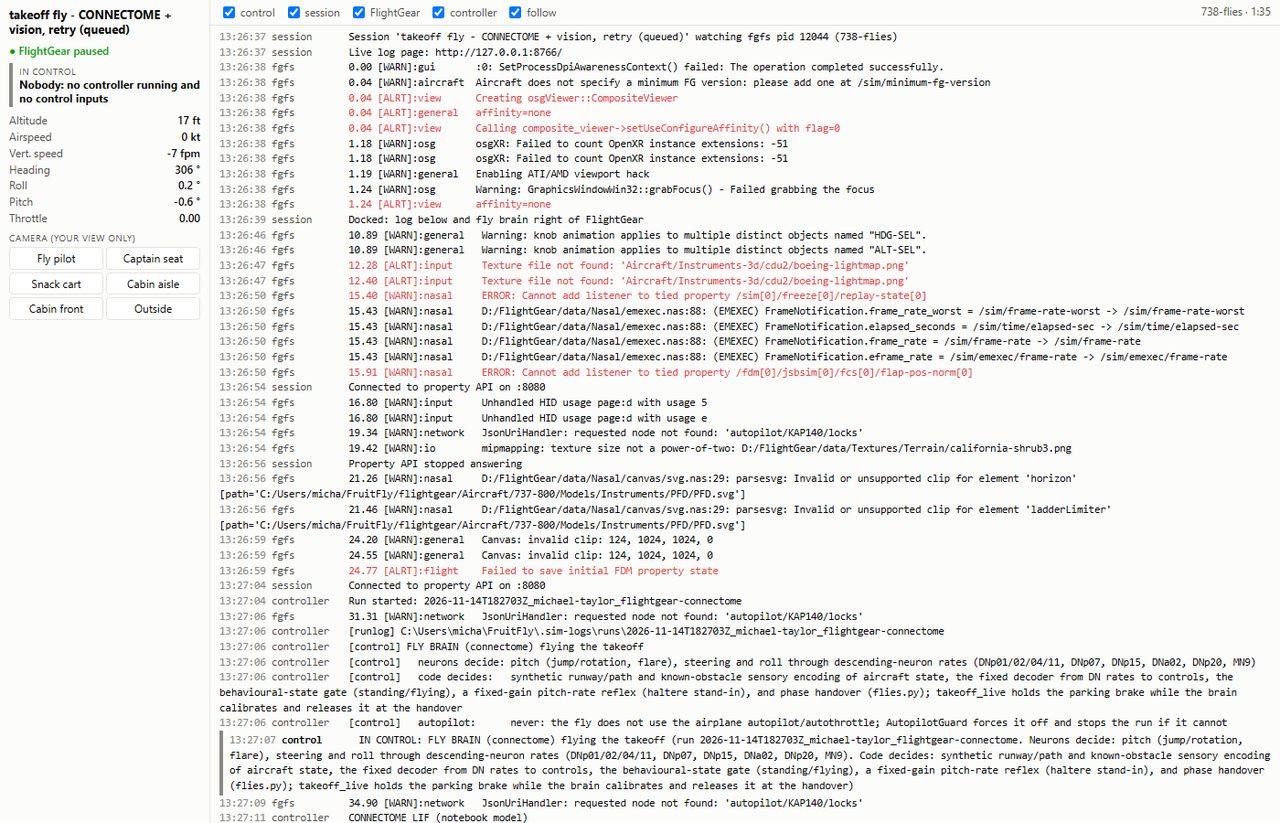 takeoff fly - CONNECTOME + vision, retry (queued)
● FlightGear paused
IN CONTROL
Nobody: no controller running and no control inputs
Altitude 17 ft
Airspeed 0 kt
Vert. speed -7 fpm
Heading 306 °
Roll 0.2 °
Pitch -0.6 °
Throttle 0.00
CAMERA (YOUR VIEW ONLY)
Fly pilot Captain seat
Snack cart Cabin aisle
Cabin front Outside
control session FlightGear controller follow 738-flies · 1:35
13:26:37 session Session 'takeoff fly - CONNECTOME + vision, retry (queued)' watching fgfs pid 12044 (738-flies)
13:26:37 session Live log page: http://127.0.0.1:8766/
13:26:38 fgfs 0.00 [WARN]:gui :0: SetProcessDpiAwarenessContext() failed: The operation completed successfully.
13:26:38 fgfs 0.04 [WARN]:aircraft Aircraft does not specify a minimum FG version: please add one at /sim/minimum-fg-version
13:26:38 fgfs 0.04 [ALRT]:view Creating osgViewer::CompositeViewer
13:26:38 fgfs 0.04 [ALRT]:general affinity=none
13:26:38 fgfs 0.04 [ALRT]:view Calling composite_viewer->setUseConfigureAffinity() with flag=0
13:26:38 fgfs 1.18 [WARN]:osg osgXR: Failed to count OpenXR instance extensions: -51
13:26:38 fgfs 1.18 [WARN]:osg osgXR: Failed to count OpenXR instance extensions: -51
13:26:38 fgfs 1.19 [WARN]:general Enabling ATI/AMD viewport hack
13:26:38 fgfs 1.24 [WARN]:osg Warning: GraphicsWindowWin32::grabFocus() - Failed grabbing the focus
13:26:38 fgfs 1.24 [ALRT]:view affinity=none
13:26:39 session Docked: log below and fly brain right of FlightGear
13:26:46 fgfs 10.89 [WARN]:general Warning: knob animation applies to multiple distinct objects named "HDG-SEL".
13:26:46 fgfs 10.89 [WARN]:general Warning: knob animation applies to multiple distinct objects named "ALT-SEL".
13:26:47 fgfs 12.28 [ALRT]:input Texture file not found: 'Aircraft/Instruments-3d/cdu2/boeing-lightmap.png'
13:26:47 fgfs 12.40 [ALRT]:input Texture file not found: 'Aircraft/Instruments-3d/cdu2/boeing-lightmap.png'
13:26:50 fgfs 15.40 [WARN]:nasal ERROR: Cannot add listener to tied property /sim[0]/freeze[0]/replay-state[0]
13:26:50 fgfs 15.43 [WARN]:nasal D:/FlightGear/data/Nasal/emexec.nas:88: (EMEXEC) FrameNotification.frame_rate_worst = /sim/frame-rate-worst -> /sim/frame-rate-worst
13:26:50 fgfs 15.43 [WARN]:nasal D:/FlightGear/data/Nasal/emexec.nas:88: (EMEXEC) FrameNotification.elapsed_seconds = /sim/time/elapsed-sec -> /sim/time/elapsed-sec
13:26:50 fgfs 15.43 [WARN]:nasal D:/FlightGear/data/Nasal/emexec.nas:88: (EMEXEC) FrameNotification.frame_rate = /sim/frame-rate -> /sim/frame-rate
13:26:50 fgfs 15.43 [WARN]:nasal D:/FlightGear/data/Nasal/emexec.nas:88: (EMEXEC) FrameNotification.eframe_rate = /sim/emexec/frame-rate -> /sim/emexec/frame-rate
13:26:50 fgfs 15.91 [WARN]:nasal ERROR: Cannot add listener to tied property /fdm[0]/jsbsim[0]/fcs[0]/flap-pos-norm[0]
13:26:54 session Connected to property API on :8080
13:26:54 fgfs 16.80 [WARN]:input Unhandled HID usage page:d with usage 5
13:26:54 fgfs 16.80 [WARN]:input Unhandled HID usage page:d with usage e
13:26:54 fgfs 19.34 [WARN]:network JsonUriHandler: requested node not found: 'autopilot/KAP140/locks'
13:26:54 fgfs 19.42 [WARN]:io mipmapping: texture size not a power-of-two: D:/FlightGear/data/Textures/Terrain/california-shrub3.png
13:26:56 session Property API stopped answering
13:26:56 fgfs 21.26 [WARN]:nasal D:/FlightGear/data/Nasal/canvas/svg.nas:29: parsesvg: Invalid or unsupported clip for element 'horizon'
[path='C:/Users/micha/FruitFly/flightgear/Aircraft/737-800/Models/Instruments/PFD/PFD.svg']
13:26:56 fgfs 21.46 [WARN]:nasal D:/FlightGear/data/Nasal/canvas/svg.nas:29: parsesvg: Invalid or unsupported clip for element 'ladderLimiter'
[path='C:/Users/micha/FruitFly/flightgear/Aircraft/737-800/Models/Instruments/PFD/PFD.svg']
13:26:59 fgfs 24.20 [WARN]:general Canvas: invalid clip: 124, 1024, 1024, 0
13:26:59 fgfs 24.55 [WARN]:general Canvas: invalid clip: 124, 1024, 1024, 0
13:26:59 fgfs 24.77 [ALRT]:flight Failed to save initial FDM property state
13:27:04 session Connected to property API on :8080
13:27:04 controller Run started: 2026-11-14T182703Z_michael-taylor_flightgear-connectome
13:27:06 fgfs 31.31 [WARN]:network JsonUriHandler: requested node not found: 'autopilot/KAP140/locks'
13:27:06 controller [runlog] C:\Users\micha\FruitFly\.sim-logs\runs\2026-11-14T182703Z_michael-taylor_flightgear-connectome
13:27:06 controller [control] FLY BRAIN (connectome) flying the takeoff
13:27:06 controller [control] neurons decide: pitch (jump/rotation, flare), steering and roll through descending-neuron rates (DNp01/02/04/11, DNp07, DNp15, DNa02, DNp20, MN9)
13:27:06 controller [control] code decides: synthetic runway/path and known-obstacle sensory encoding of aircraft state, the fixed decoder from DN rates to controls, the
behavioural-state gate (standing/flying), a fixed-gain pitch-rate reflex (haltere stand-in), and phase handover (flies.py); takeoff_live holds the parking brake while the brain
calibrates and releases it at the handover
13:27:06 controller [control] autopilot: never: the fly does not use the airplane autopilot/autothrottle; AutopilotGuard forces it off and stops the run if it cannot
13:27:07 control IN CONTROL: FLY BRAIN (connectome) flying the takeoff (run 2026-11-14T182703Z_michael-taylor_flightgear-connectome. Neurons decide: pitch (jump/rotation,
flare), steering and roll through descending-neuron rates (DNp01/02/04/11, DNp07, DNp15, DNa02, DNp20, MN9). Code decides: synthetic runway/path and known-obstacle sensory encoding
of aircraft state, the fixed decoder from DN rates to controls, the behavioural-state gate (standing/flying), a fixed-gain pitch-rate reflex (haltere stand-in), and phase handover
(flies.py); takeoff_live holds the parking brake while the brain calibrates and releases it at the handover)
13:27:09 fgfs 34.90 [WARN]:network JsonUriHandler: requested node not found: 'autopilot/KAP140/locks'
13:27:11 controller CONNECTOME LIF (notebook model)